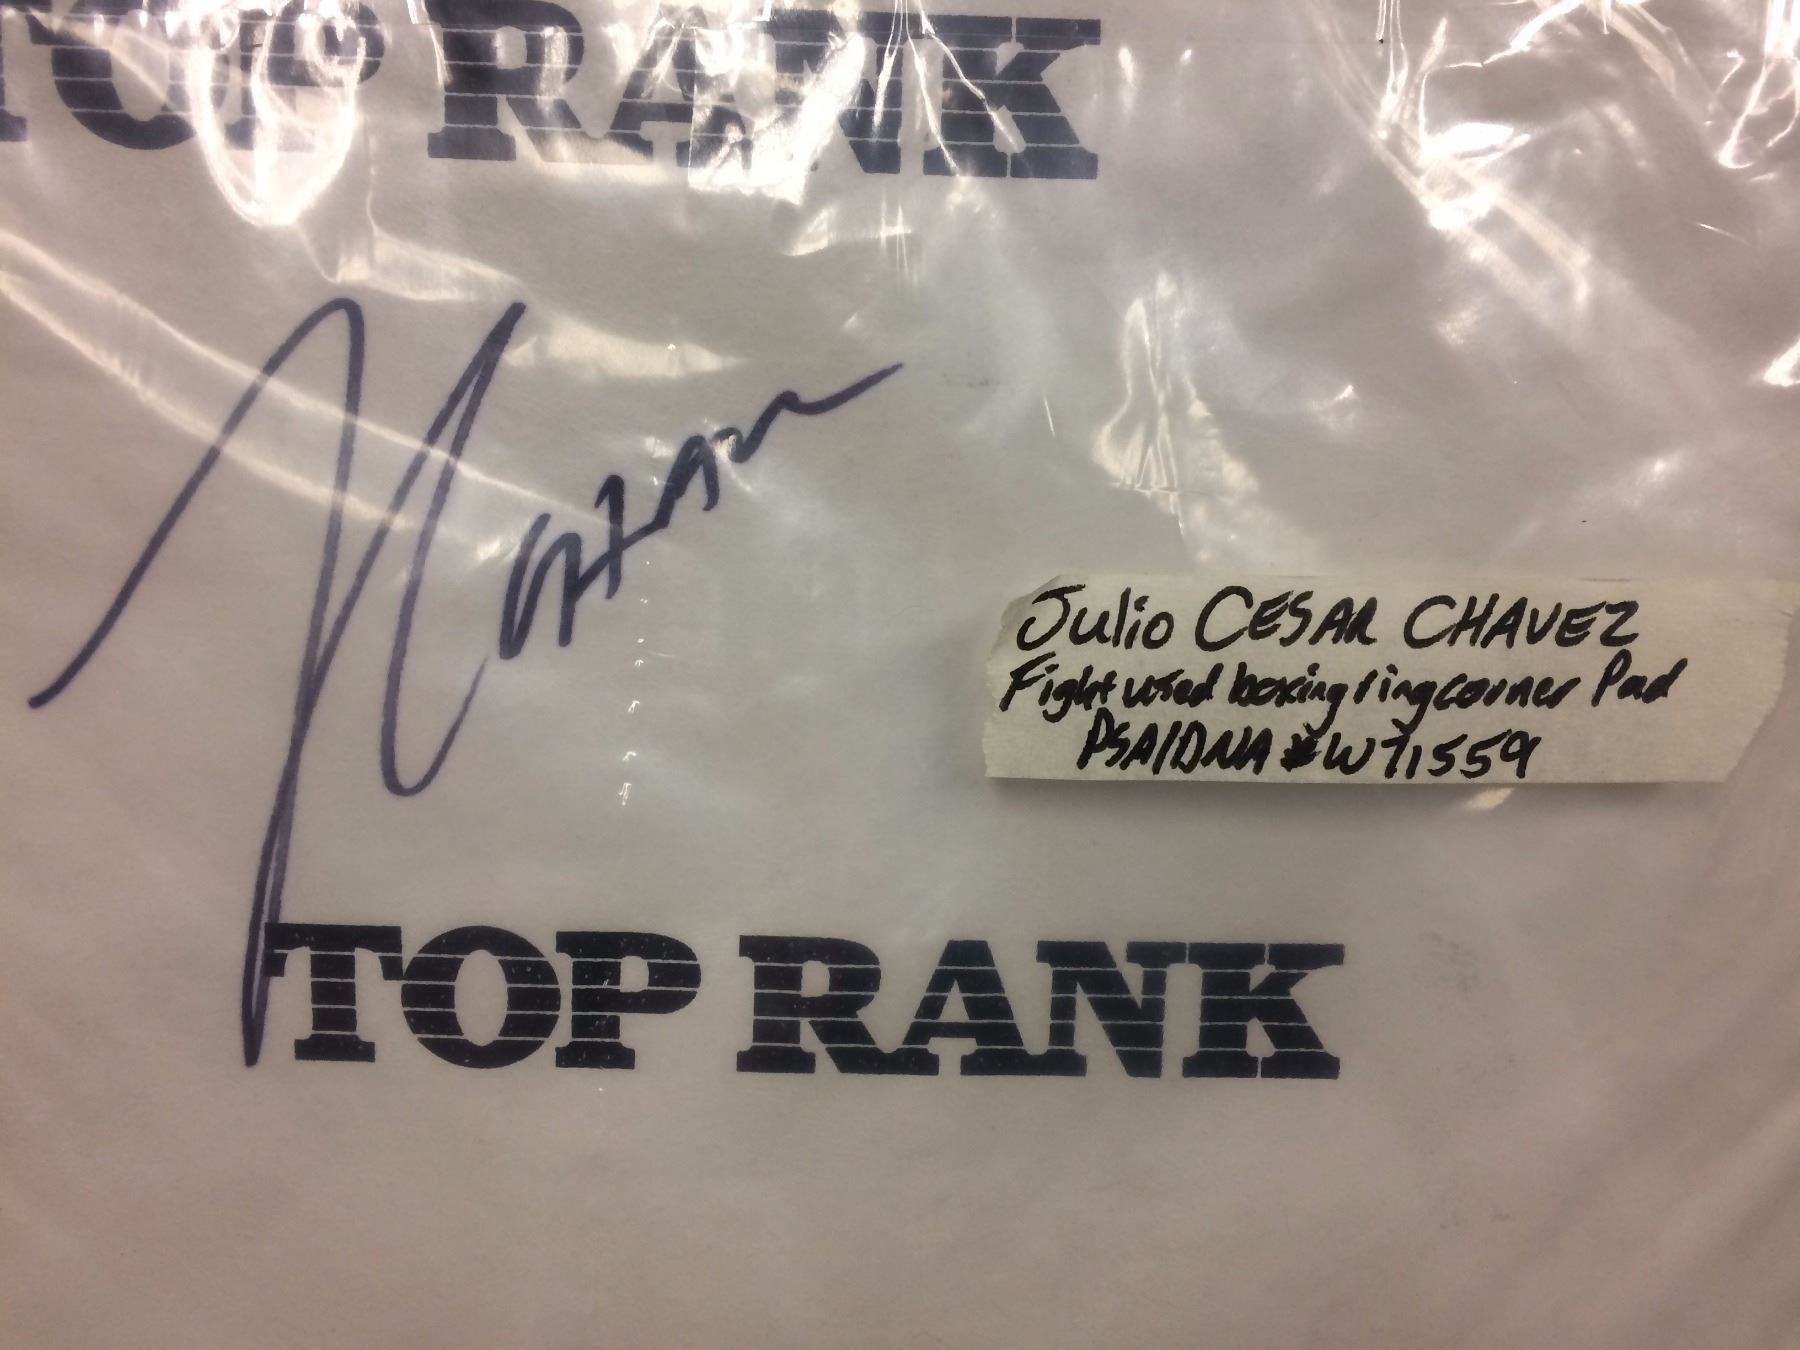 TOP RANK
Julio CESAR CHAVEZ
Fight used boxing ring corner Pad
PSA/DNA #W71559
TOP RANK